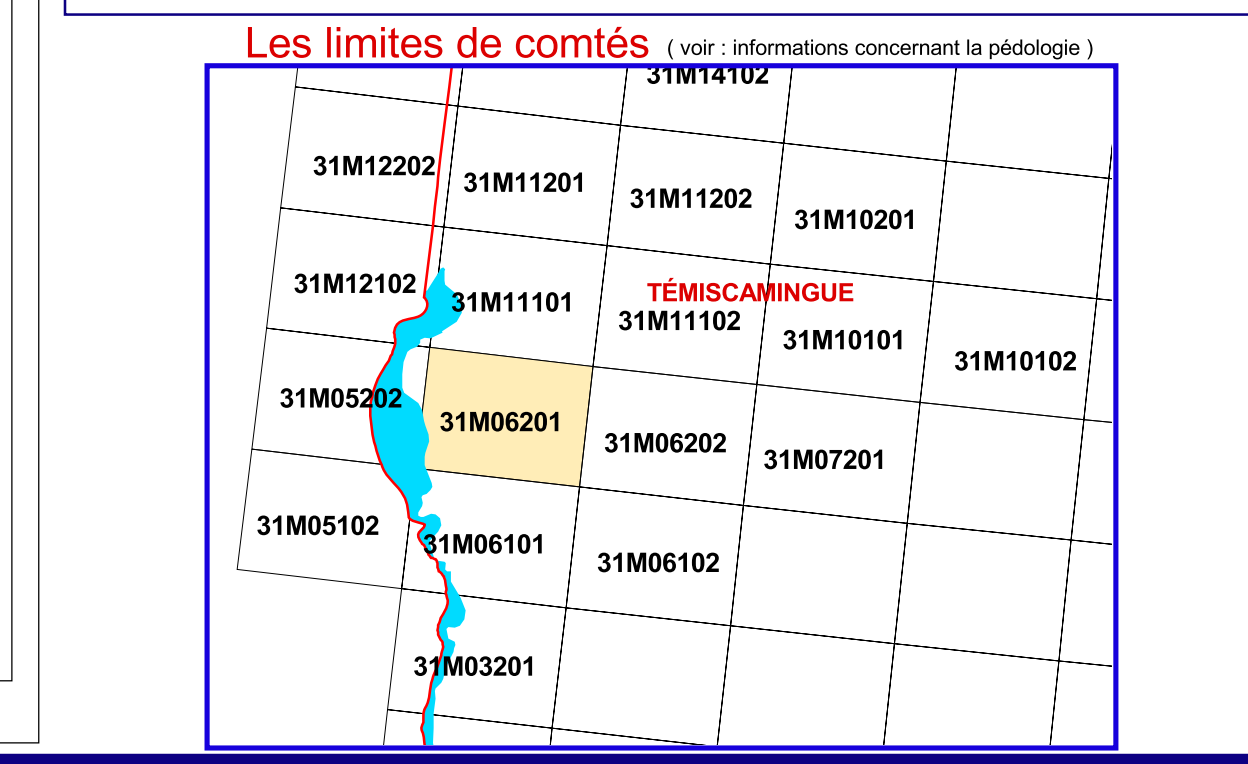 Les limites de comtés ( voir : informations concernant la pédologie )
31M14102
31M12202
31M11201
31M11202
31M10201
31M12102
31M11101
TÉMISCAMINGUE
31M11102
31M10101
31M10102
31M05202
31M06201
31M06202
31M07201
31M05102
31M06101
31M06102
31M03201